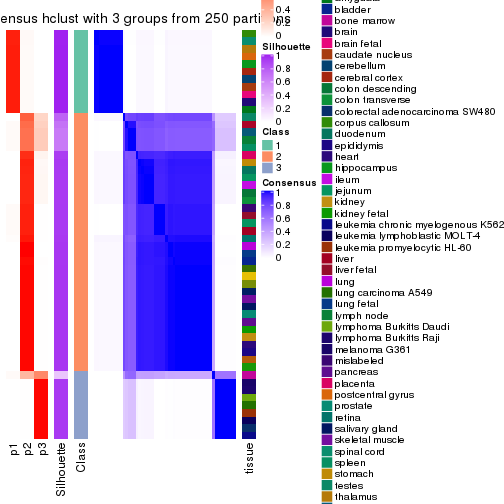 ensus hclust with 3 groups from 250 parti ns
0.4
0.2
0
Silhouette
1
0.8
0.6
0.4
0.2
0
Class
1
2
3
Consensus
1
0.8
0.6
0.4
0.2
0
p1
p2
p3
Silhouette
Class
tissue
bladder
bone marrow
brain
brain fetal
caudate nucleus
cerebellum
cerebral cortex
colon descending
colon transverse
colorectal adenocarcinoma SW480
corpus callosum
duodenum
epididymis
heart
hippocampus
ileum
jejunum
kidney
kidney fetal
leukemia chronic myelogenous K562
leukemia lymphoblastic MOLT-4
leukemia promyelocytic HL-60
liver
liver fetal
lung
lung carcinoma A549
lung fetal
lymph node
lymphoma Burkitts Daudi
lymphoma Burkitts Raji
melanoma G361
mislabeled
pancreas
placenta
postcentral gyrus
prostate
retina
salivary gland
skeletal muscle
spinal cord
spleen
stomach
testes
thalamus